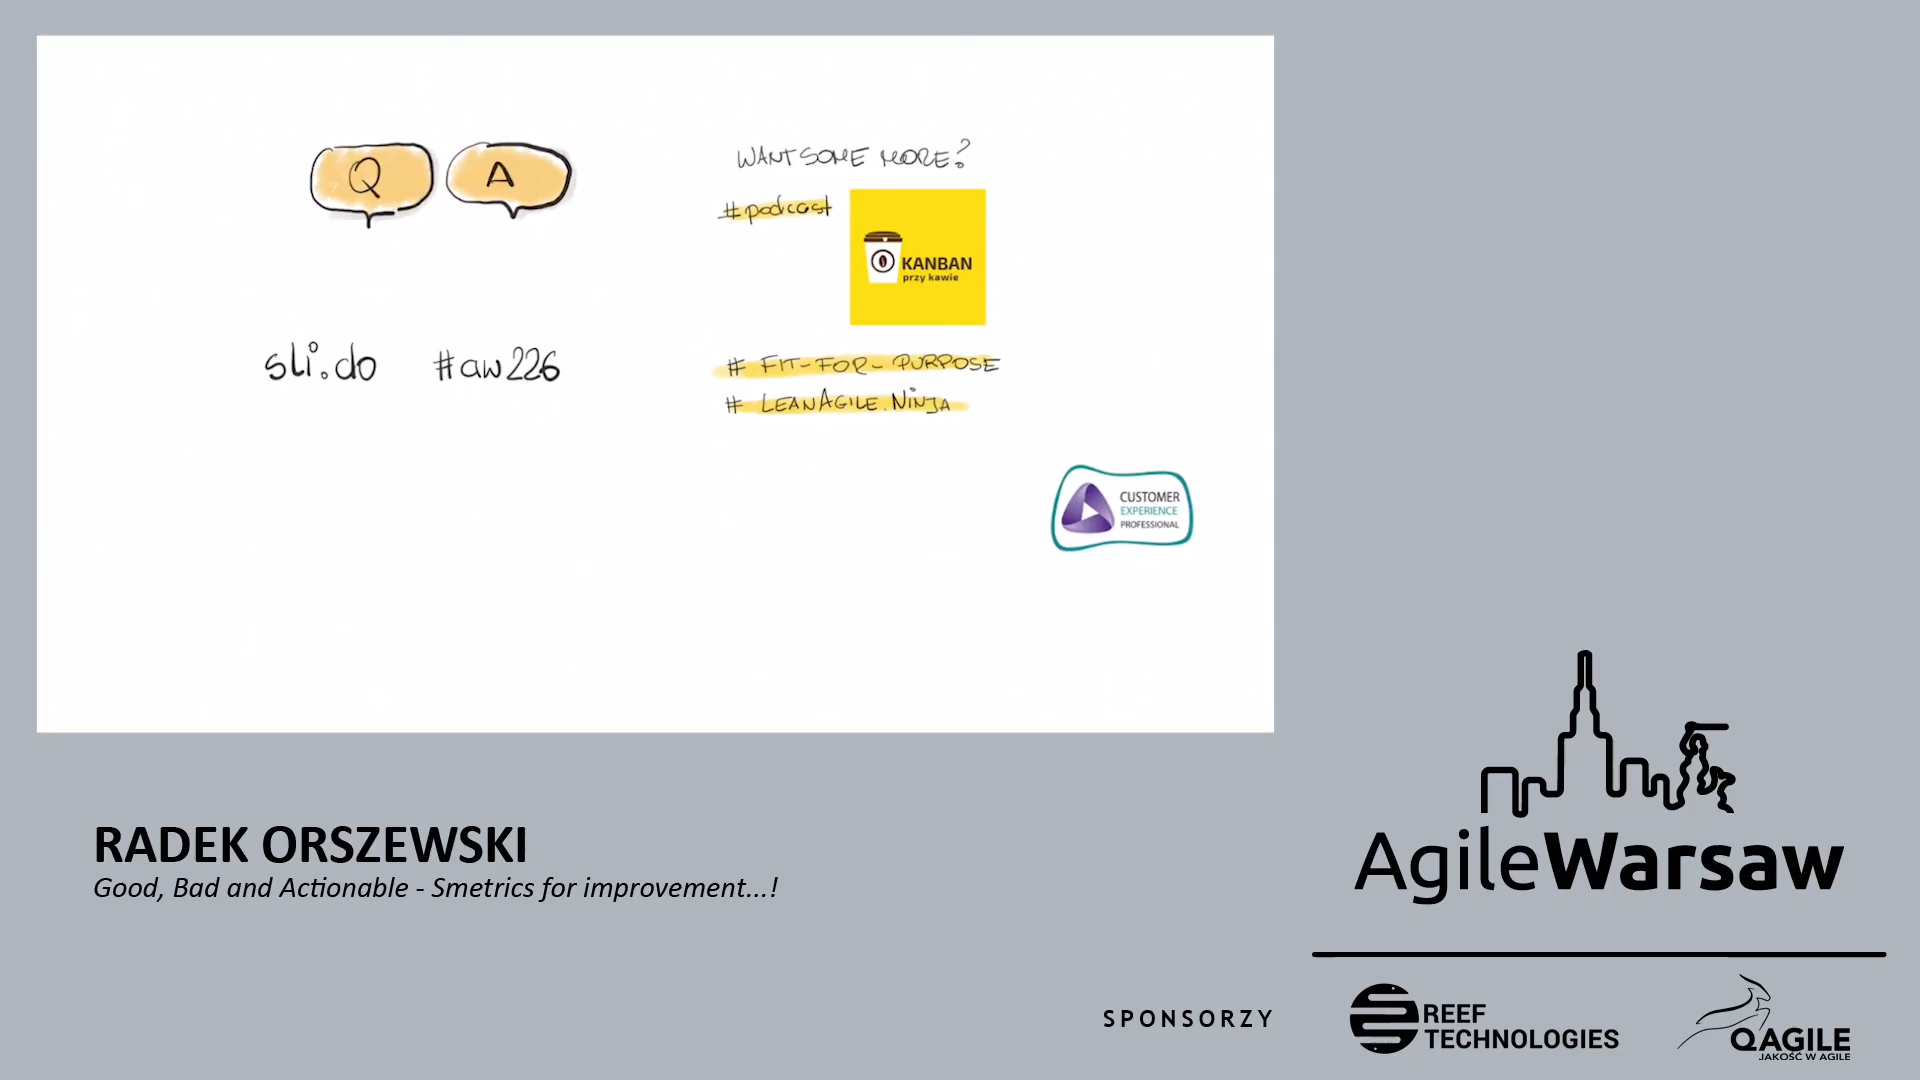 Q A
WANT SOME MORE?
#podcast
KANBAN
przy kawie
sli.do #aw226
# FIT-FOR-PURPOSE
# LEANAGILE.NINJA
CUSTOMER
EXPERIENCE
PROFESSIONAL
RADEK ORSZEWSKI
Good, Bad and Actionable - Smetrics for improvement...!
AgileWarsaw
SPONSORZY
REEF
TECHNOLOGIES
QAGILE
JAKOŚĆ W AGILE